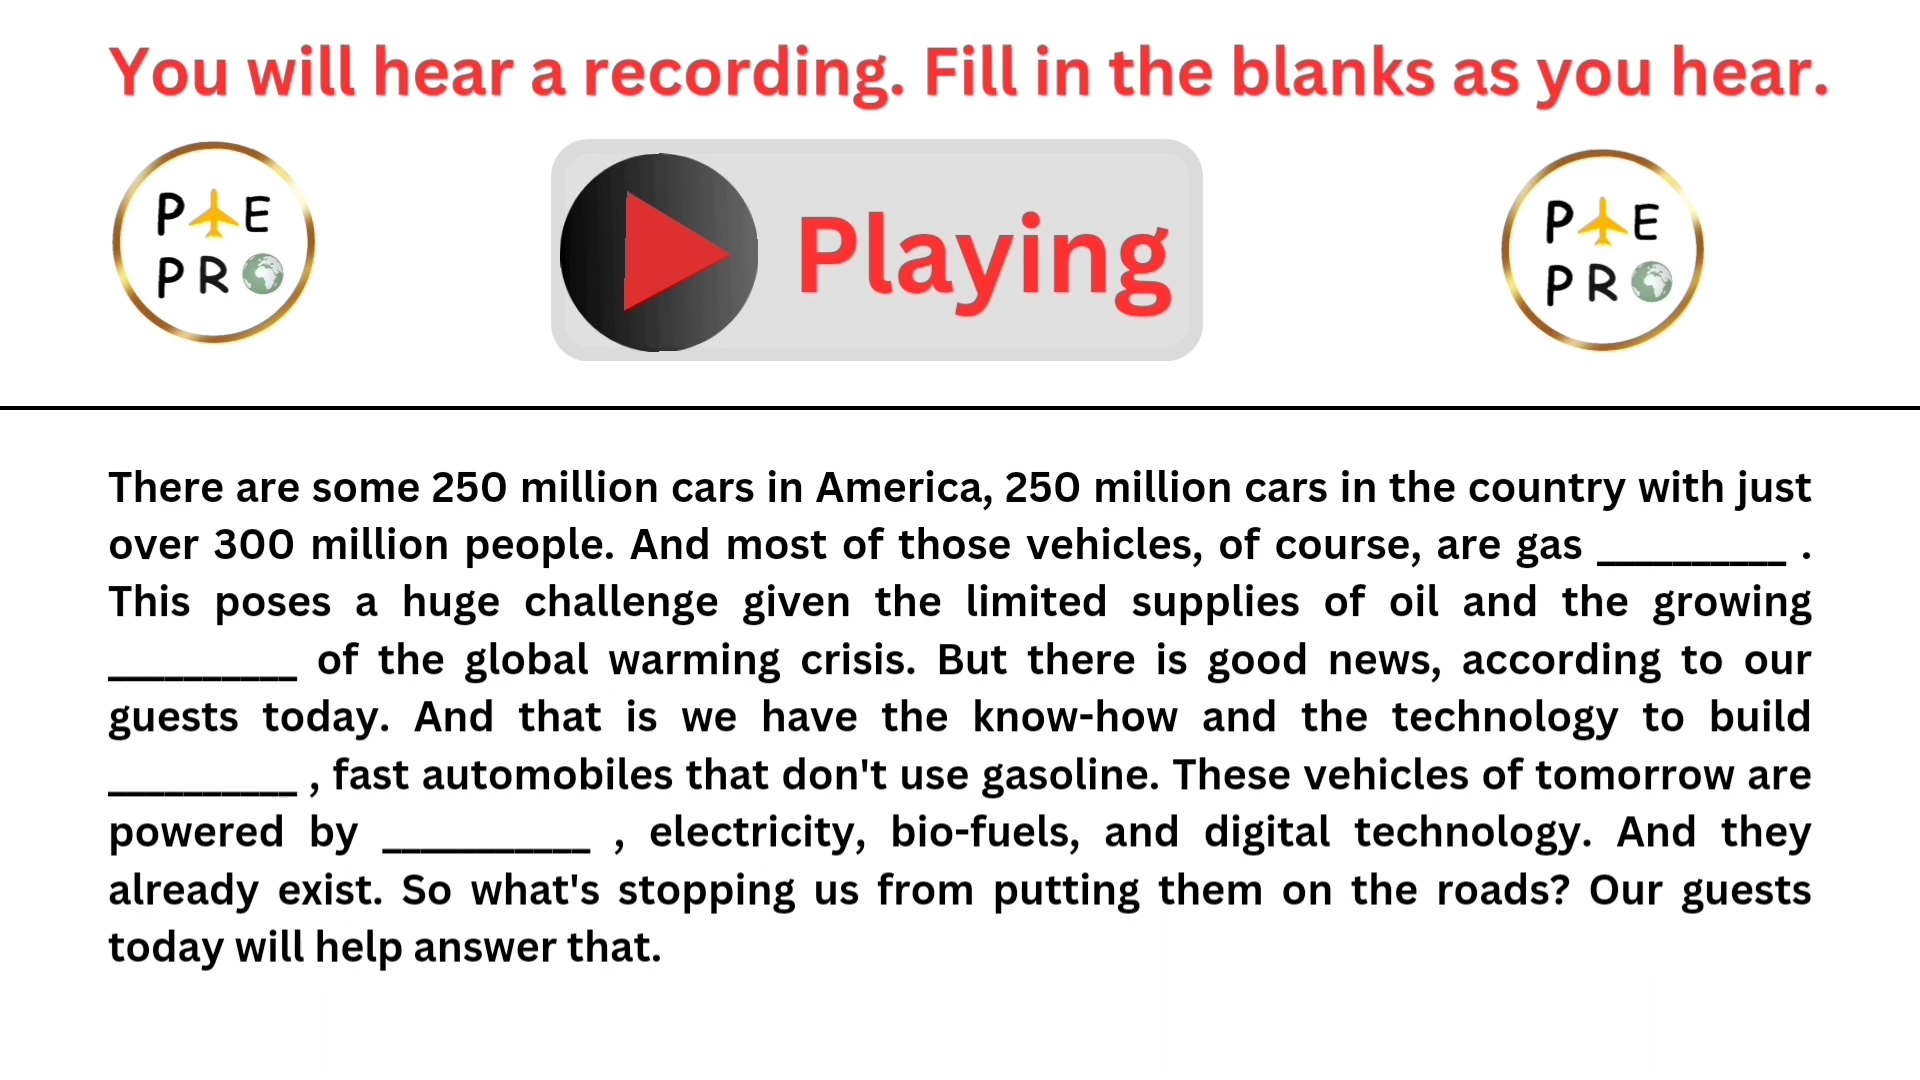 You will hear a recording. Fill in the blanks as you hear.
P E
PR
Playing
P E
PR
There are some 250 million cars in America, 250 million cars in the country with just
over 300 million people. And most of those vehicles, of course, are gas _________ .
This poses a huge challenge given the limited supplies of oil and the growing
_________ of the global warming crisis. But there is good news, according to our
guests today. And that is we have the know-how and the technology to build
_________ , fast automobiles that don't use gasoline. These vehicles of tomorrow are
powered by __________ , electricity, bio-fuels, and digital technology. And they
already exist. So what's stopping us from putting them on the roads? Our guests
today will help answer that.